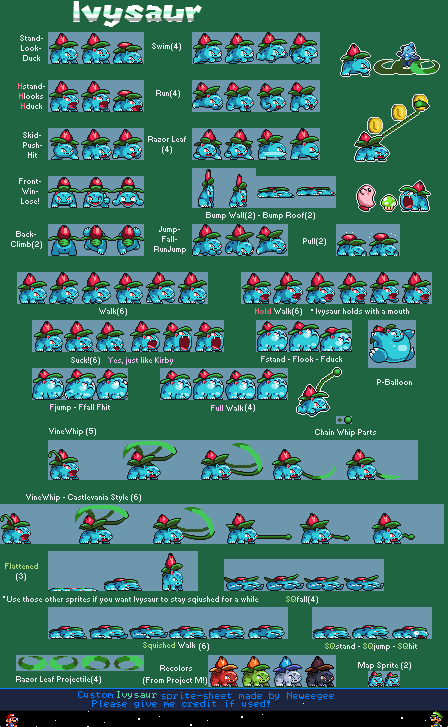 Ivysaur
Stand-
Look-
Duck
Swim(4)
Hstand-
Hlooks
Hduck
Run(4)
Skid-
Push-
Hit
Razor Leaf
(4)
Front-
Win-
Lose!
Bump Wall(2) - Bump Roof(2)
Back-
Climb(2)
Jump-
Fall-
RunJump
Pull(2)
Walk(6)
Hold Walk(6) * Ivysaur holds with a mouth
Suck!(6) Yes, just like Kirby
Fstand - Flook - Fduck
P-Balloon
Fjump - Ffall Fhit
Full Walk(4)
Chain Whip Parts
VineWhip (5)
VineWhip - Castlevania Style (6)
Flattened
(3)
*Use those other sprites if you want Ivysaur to stay sqiushed for a while
SQfall(4)
Squished Walk (6)
SQstand - SQjump - SQhit
Razor Leaf Projectile(4)
Recolors
(From Project M!)
Map Sprite (2)
Custom Ivysaur sprite-sheet made by Neweegee
Please give me credit if used!